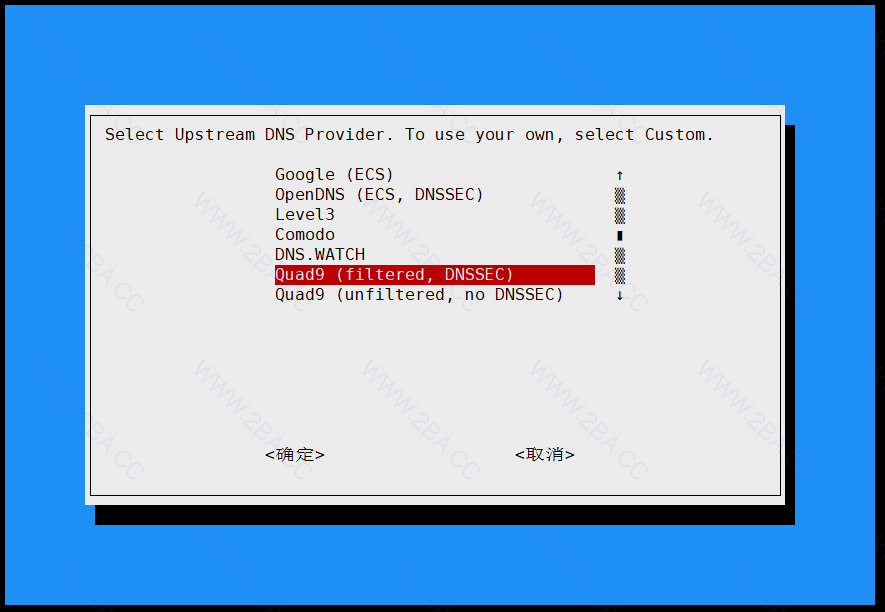 Select Upstream DNS Provider. To use your own, select Custom.
Google (ECS)
OpenDNS (ECS, DNSSEC)
Level3
Comodo
DNS.WATCH
Quad9 (filtered, DNSSEC)
Quad9 (unfiltered, no DNSSEC)
<确定> <取消>
WWW.2BA.CC